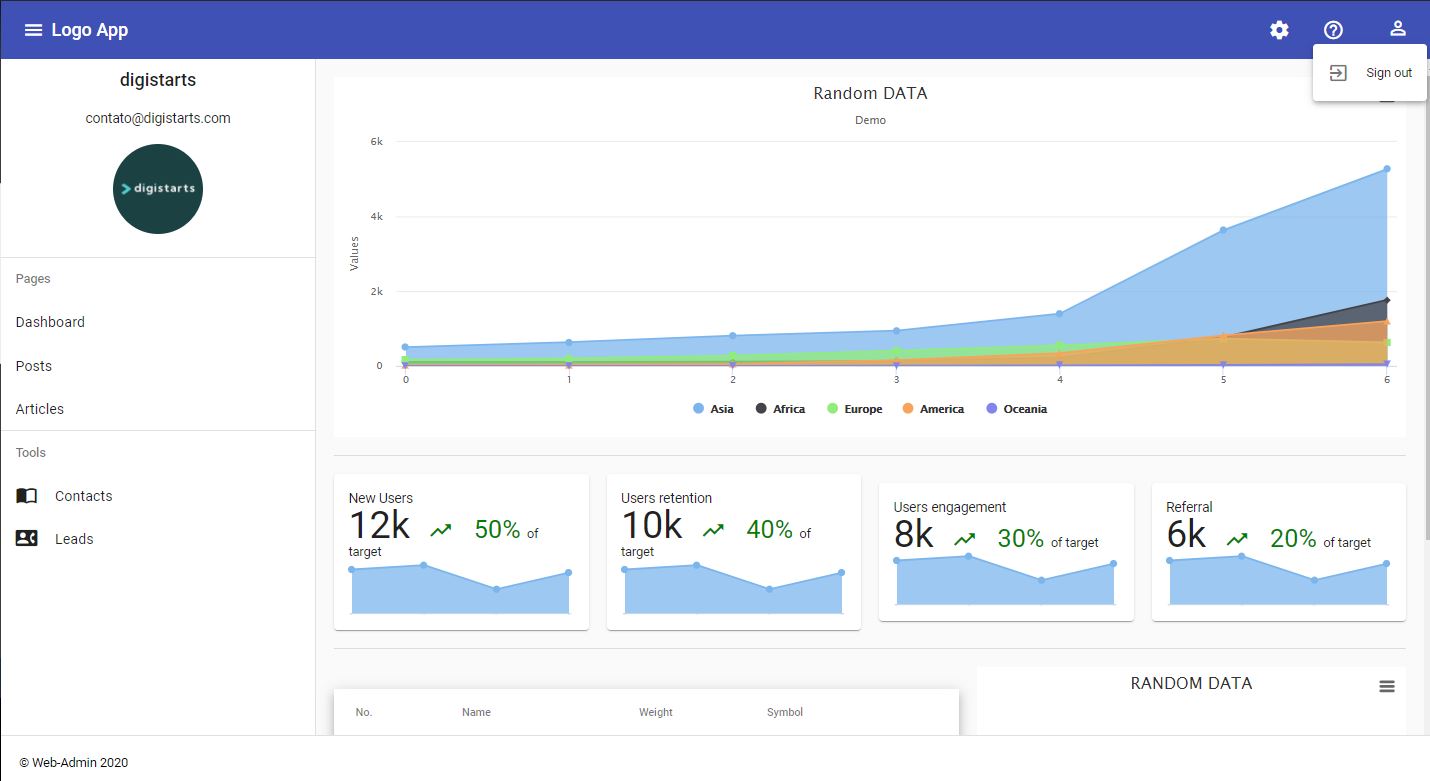 Logo App
Sign out
digistarts
contato@digistarts.com
digistarts
Pages
Dashboard
Posts
Articles
Tools
Contacts
Leads
Random DATA
Demo
Values
6k
4k
2k
0
0 1 2 3 4 5 6
Asia Africa Europe America Oceania
New Users
12k 50% of
target
Users retention
10k 40% of
target
Users engagement
8k 30% of target
Referral
6k 20% of target
No. Name Weight Symbol
RANDOM DATA
© Web-Admin 2020